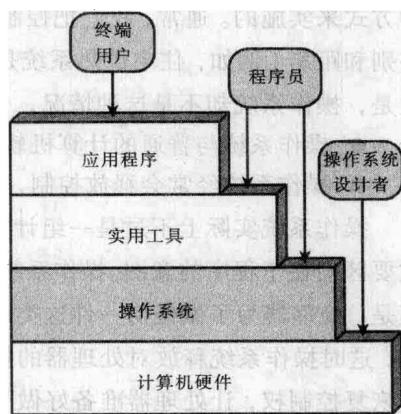 终端
用户
程序员
操作系统
设计者
应用程序
实用工具
操作系统
计算机硬件